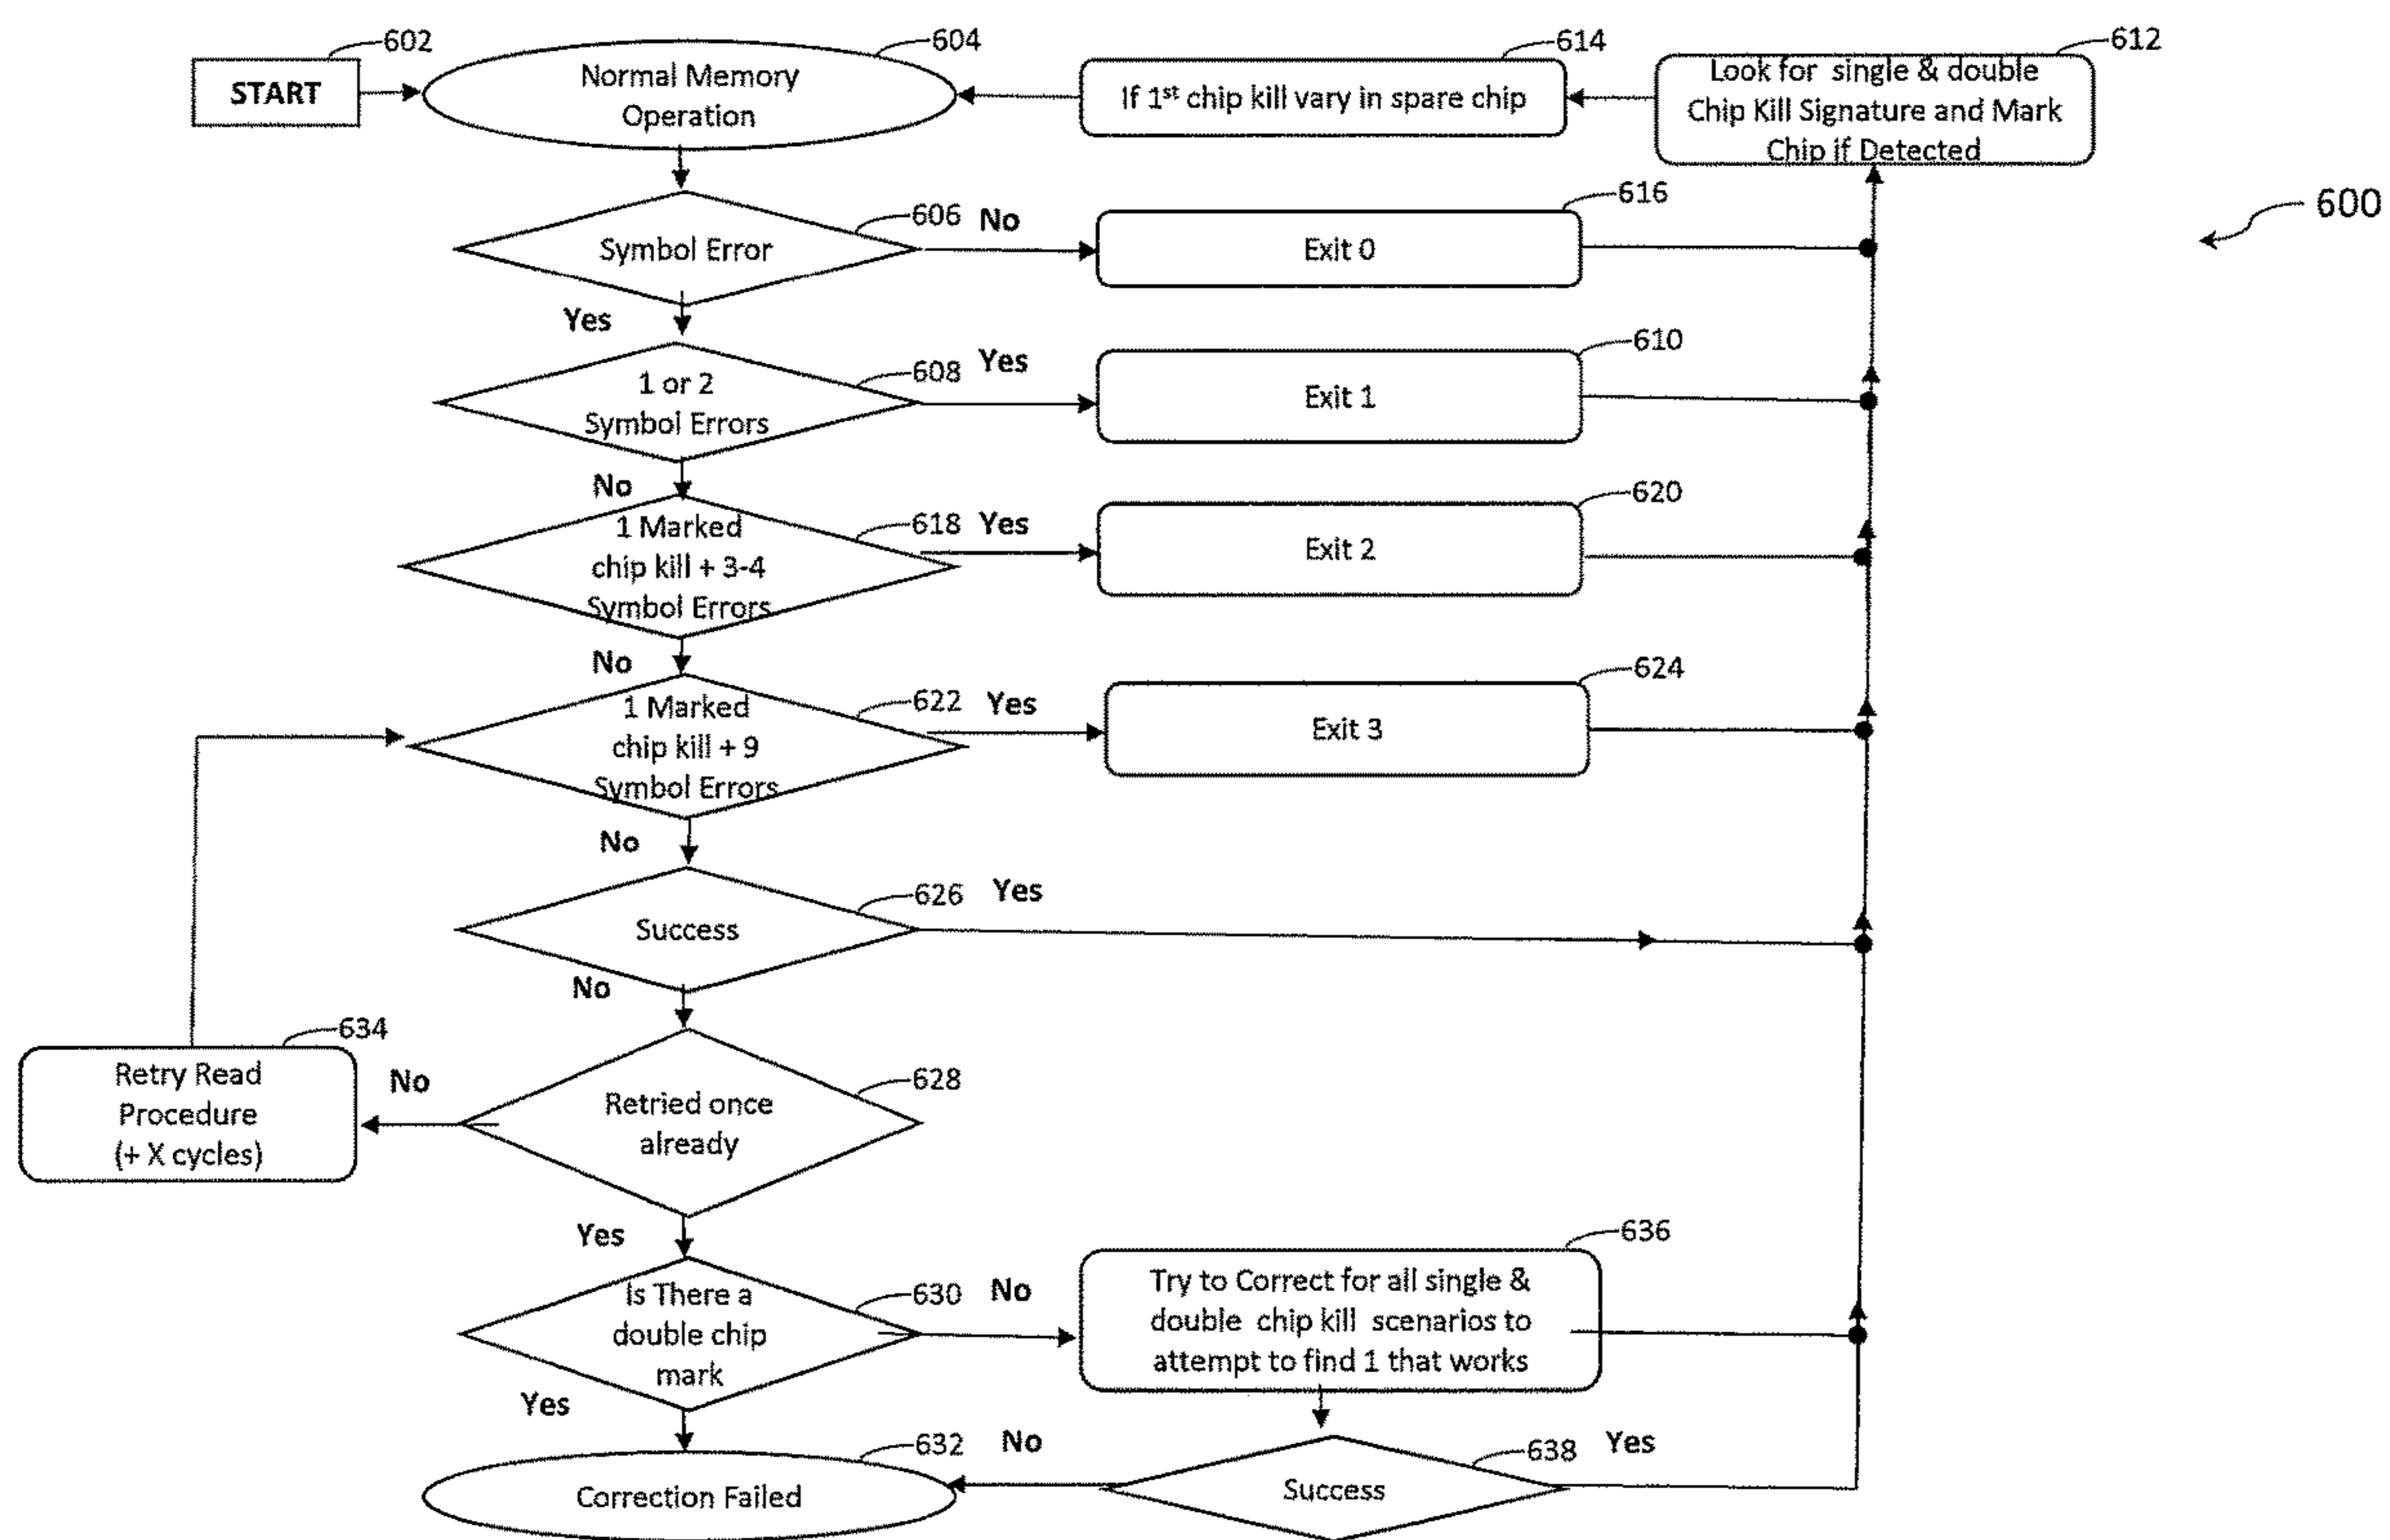 602
START
604
Normal Memory
Operation
614
If 1st chip kill vary in spare chip
612
Look for single & double
Chip Kill Signature and Mark
Chip if Detected
600
606
Symbol Error
No
616
Exit 0
Yes
608
1 or 2
Symbol Errors
Yes
610
Exit 1
No
618
1 Marked
chip kill + 3-4
Symbol Errors
Yes
620
Exit 2
No
622
1 Marked
chip kill + 9
Symbol Errors
Yes
624
Exit 3
No
626
Success
Yes
No
634
Retry Read
Procedure
(+ X cycles)
No
628
Retried once
already
Yes
630
Is There a
double chip
mark
No
636
Try to Correct for all single &
double chip kill scenarios to
attempt to find 1 that works
Yes
632
Correction Failed
No
638
Success
Yes